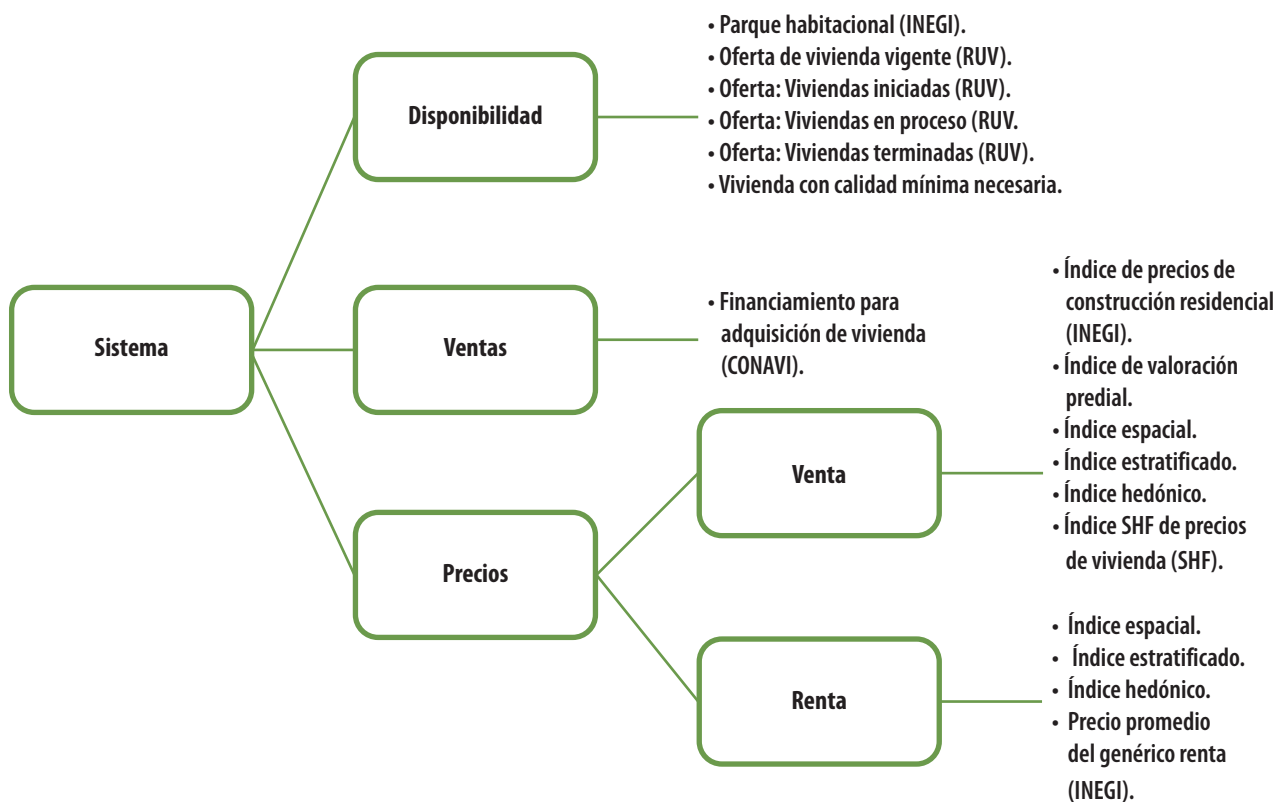 • Parque habitacional (INEGI).
• Oferta de vivienda vigente (RUV).
• Oferta: Viviendas iniciadas (RUV).
• Oferta: Viviendas en proceso (RUV.
• Oferta: Viviendas terminadas (RUV).
• Vivienda con calidad mínima necesaria.
Disponibilidad
Sistema
Ventas
• Financiamiento para
adquisición de vivienda
(CONAVI).
Precios
Venta
• Índice de precios de
construcción residencial
(INEGI).
• Índice de valoración
predial.
• Índice espacial.
• Índice estratificado.
• Índice hedónico.
• Índice SHF de precios
de vivienda (SHF).
Renta
• Índice espacial.
• Índice estratificado.
• Índice hedónico.
• Precio promedio
del genérico renta
(INEGI).